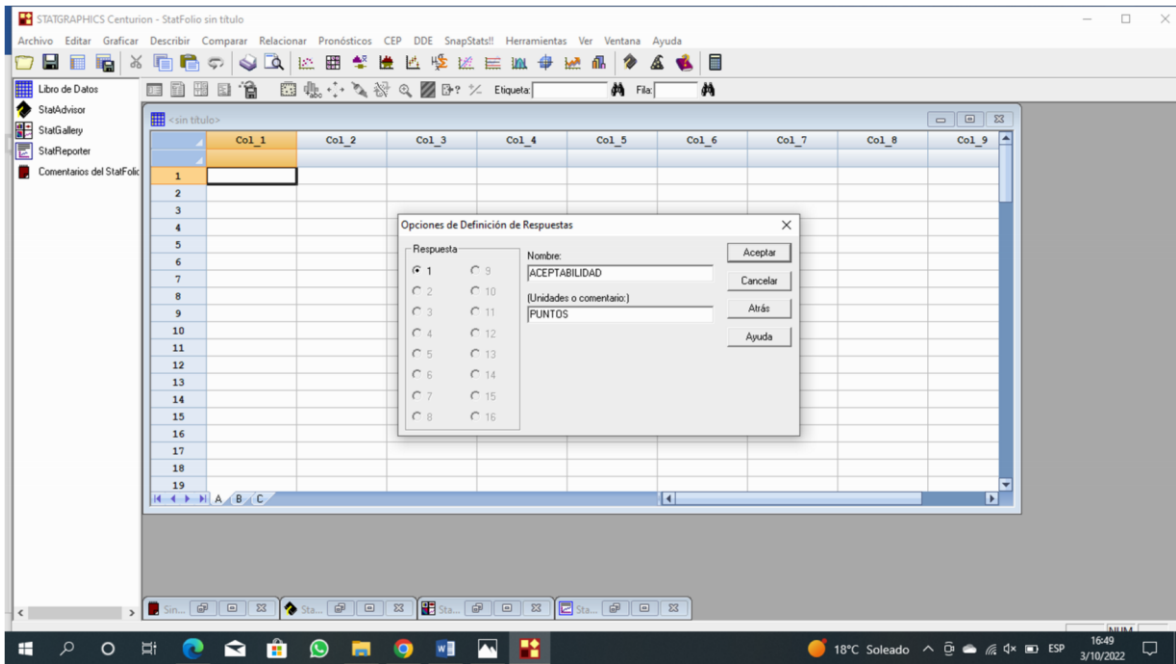 STATGRAPHICS Centurion - StatFolio sin título
Archivo Editar Graficar Describir Comparar Relacionar Pronósticos CEP DDE SnapStats!! Herramientas Ver Ventana Ayuda
Etiqueta: Fila:
Libro de Datos
StatAdvisor
StatGallery
StatReporter
Comentarios del StatFolic
<sin título>
Col_1 Col_2 Col_3 Col_4 Col_5 Col_6 Col_7 Col_8 Col_9
1
2
3
4
5
6
7
8
9
10
11
12
13
14
15
16
17
18
19
A B C
Opciones de Definición de Respuestas
Respuesta
1 9
2 10
3 11
4 12
5 13
6 14
7 15
8 16
Nombre:
ACEPTABILIDAD
(Unidades o comentario:)
PUNTOS
Aceptar
Cancelar
Atrás
Ayuda
Sin... Sta... Sta... Sta...
NUM
18°C Soleado ESP 16:49
3/10/2022